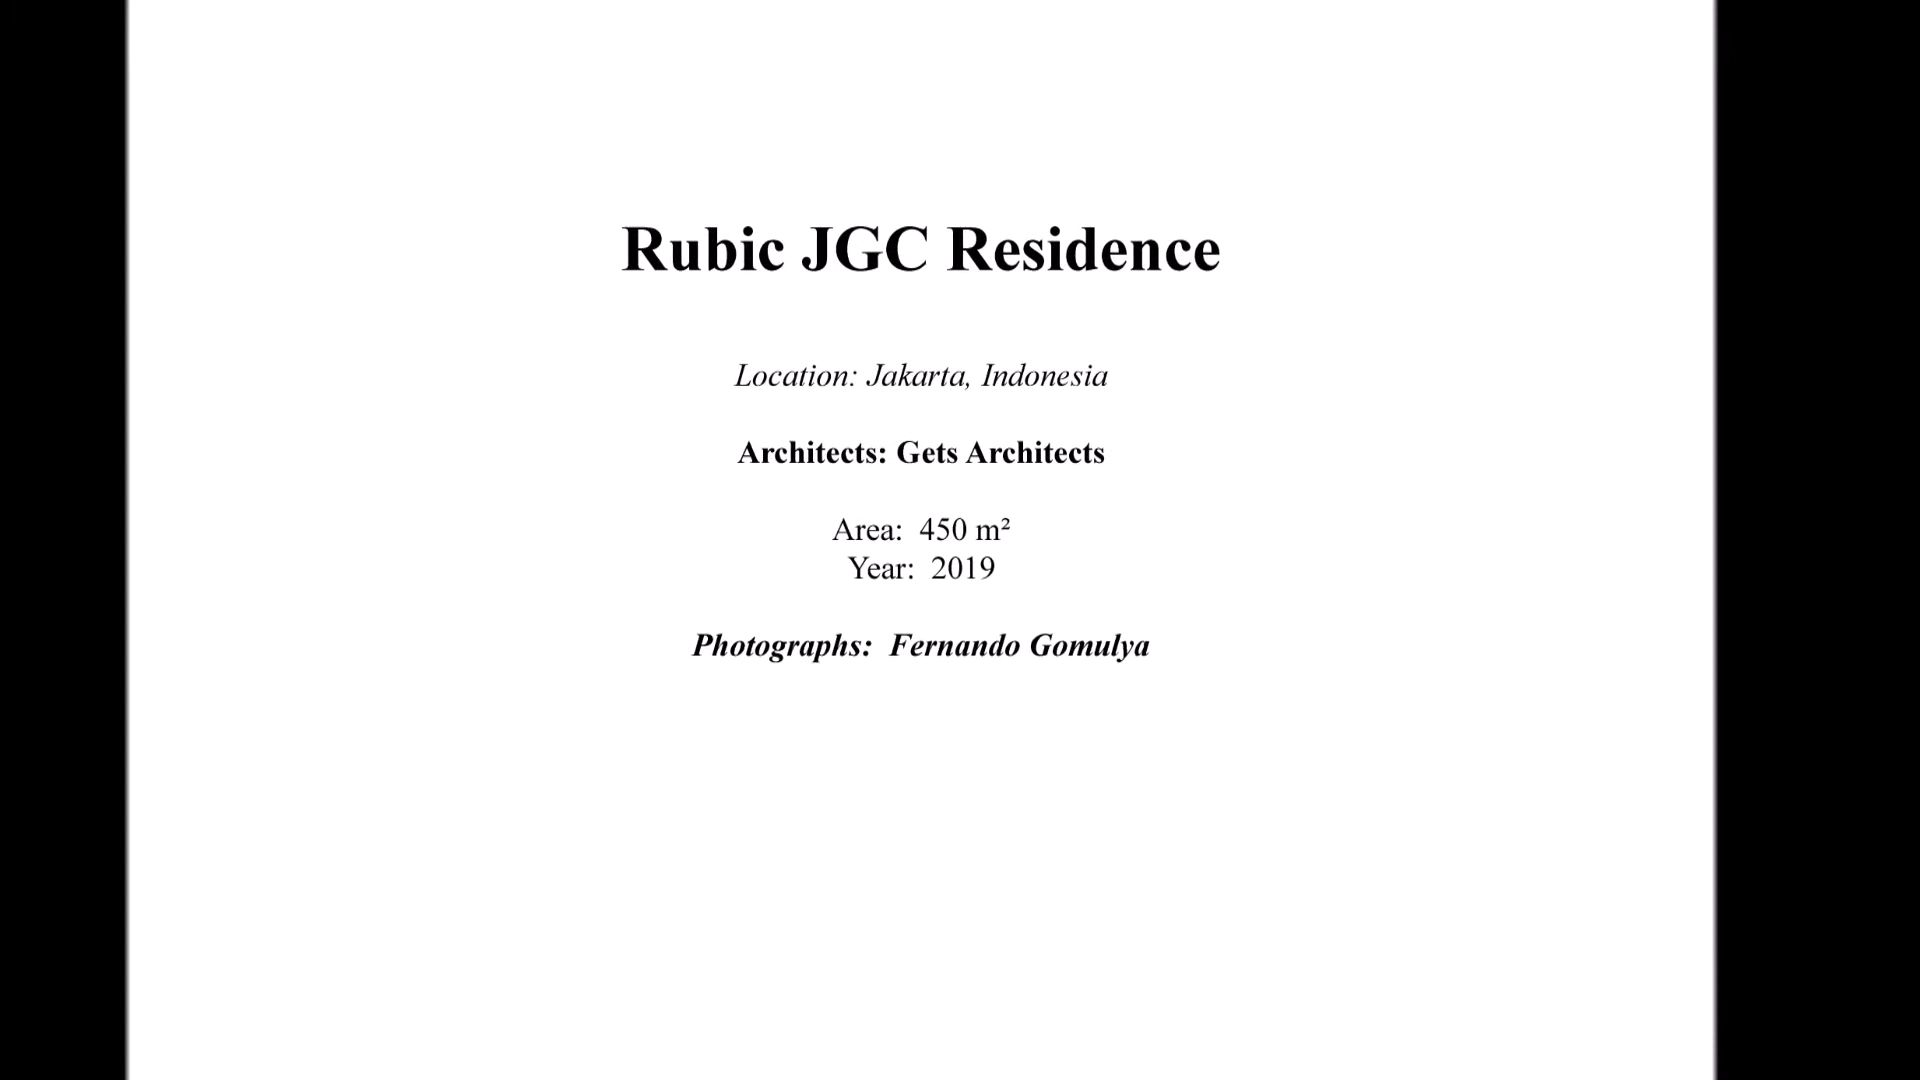 Rubic JGC Residence
Location: Jakarta, Indonesia
Architects: Gets Architects
Area:  450 m²
Year:  2019
Photographs:  Fernando Gomulya